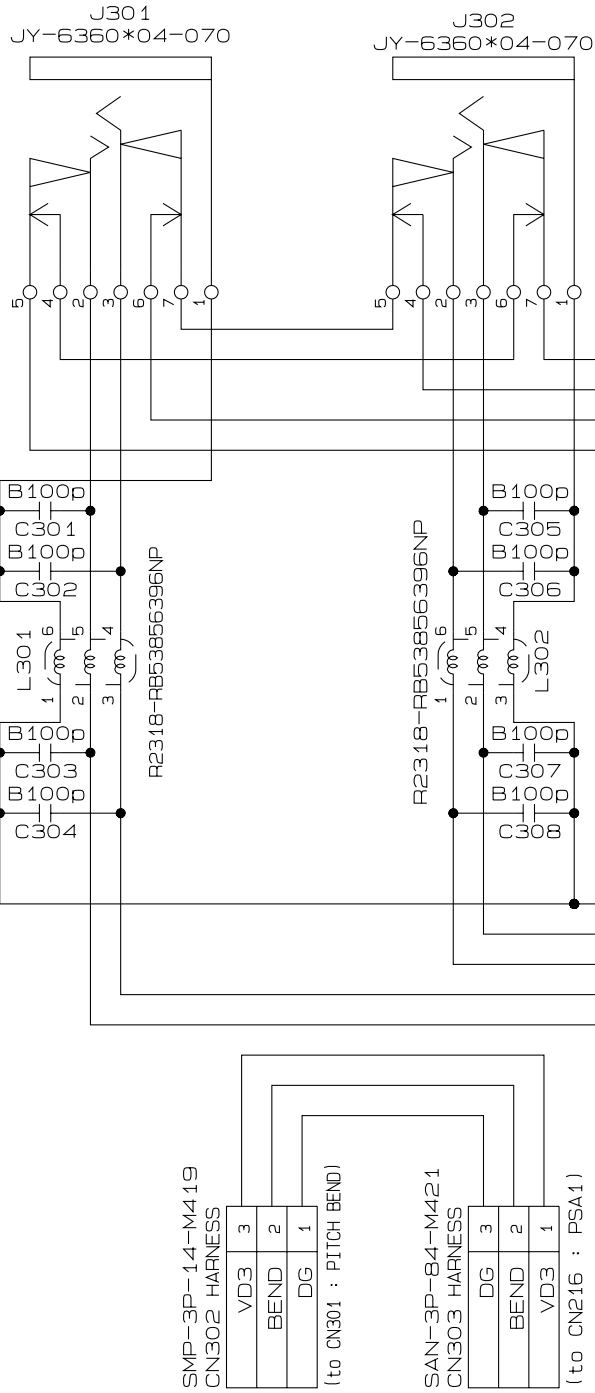 J301
JY-6360*04-070
J302
JY-6360*04-070
5
4
2
3
6
7
1
5
4
2
3
6
7
1
B100p
C301
B100p
C302
B100p
C305
B100p
C306
L301
6
5
4
1
2
3
R2318-RB53856396NP
R2318-RB53856396NP
6
5
4
1
2
3
L302
B100p
C303
B100p
C304
B100p
C307
B100p
C308
SMP-3P-14-M419
CN302 HARNESS
VD3 3
BEND 2
DG 1
(to CN301 : PITCH BEND)
SAN-3P-84-M421
CN303 HARNESS
DG 3
BEND 2
VD3 1
(to CN216 : PSA1)